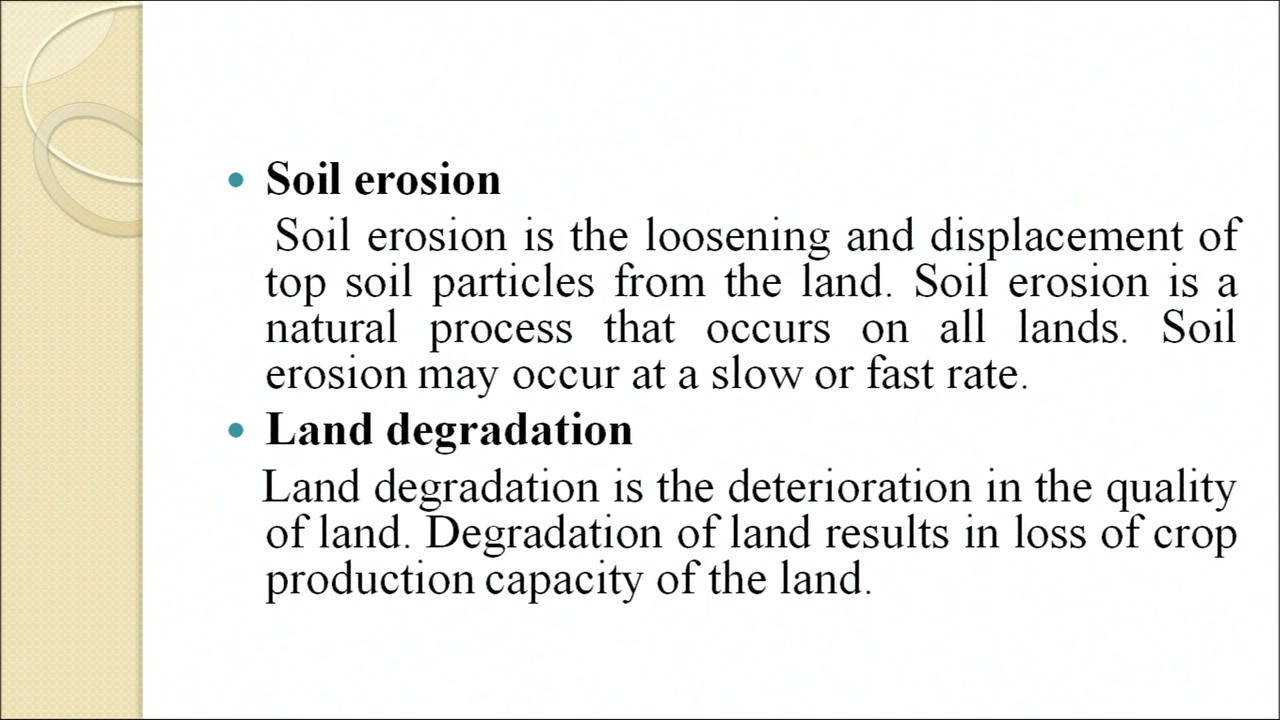 • Soil erosion
Soil erosion is the loosening and displacement of
top soil particles from the land. Soil erosion is a
natural process that occurs on all lands. Soil
erosion may occur at a slow or fast rate.
• Land degradation
Land degradation is the deterioration in the quality
of land. Degradation of land results in loss of crop
production capacity of the land.